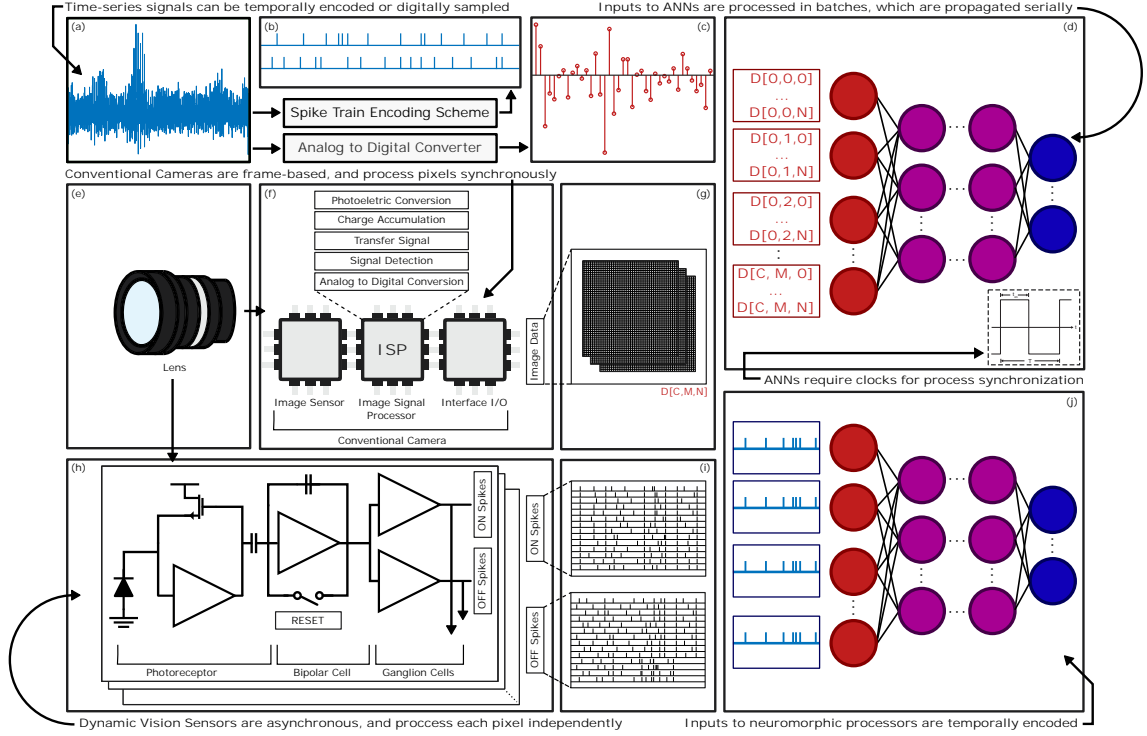 Time-series signals can be temporally encoded or digitally sampled
Inputs to ANNs are processed in batches, which are propagated serially
(a)
(b)
(c)
(d)
Spike Train Encoding Scheme
Analog to Digital Converter
D[0,0,0]
...
D[0,0,N]
D[0,1,0]
...
D[0,1,N]
D[0,2,0]
...
D[0,2,N]
D[C, M, 0]
...
D[C, M, N]
T
t
ANNs require clocks for process synchronization
Conventional Cameras are frame-based, and process pixels synchronously
(e)
Lens
(f)
Photoeletric Conversion
Charge Accumulation
Transfer Signal
Signal Detection
Analog to Digital Conversion
ISP
Image Sensor
Image Signal
Processor
Interface I/O
Conventional Camera
Image Data
(g)
D[C,M,N]
(h)
ON Spikes
OFF Spikes
RESET
Photoreceptor
Bipolar Cell
Ganglion Cells
(i)
ON Spikes
OFF Spikes
(j)
Dynamic Vision Sensors are asynchronous, and proccess each pixel independently
Inputs to neuromorphic processors are temporally encoded